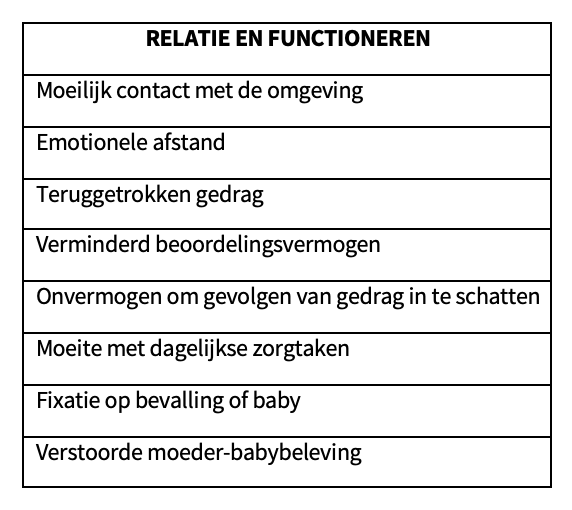 RELATIE EN FUNCTIONEREN
Moeilijk contact met de omgeving
Emotionele afstand
Teruggetrokken gedrag
Verminderd beoordelingsvermogen
Onvermogen om gevolgen van gedrag in te schatten
Moeite met dagelijkse zorgtaken
Fixatie op bevalling of baby
Verstoorde moeder-babybeleving